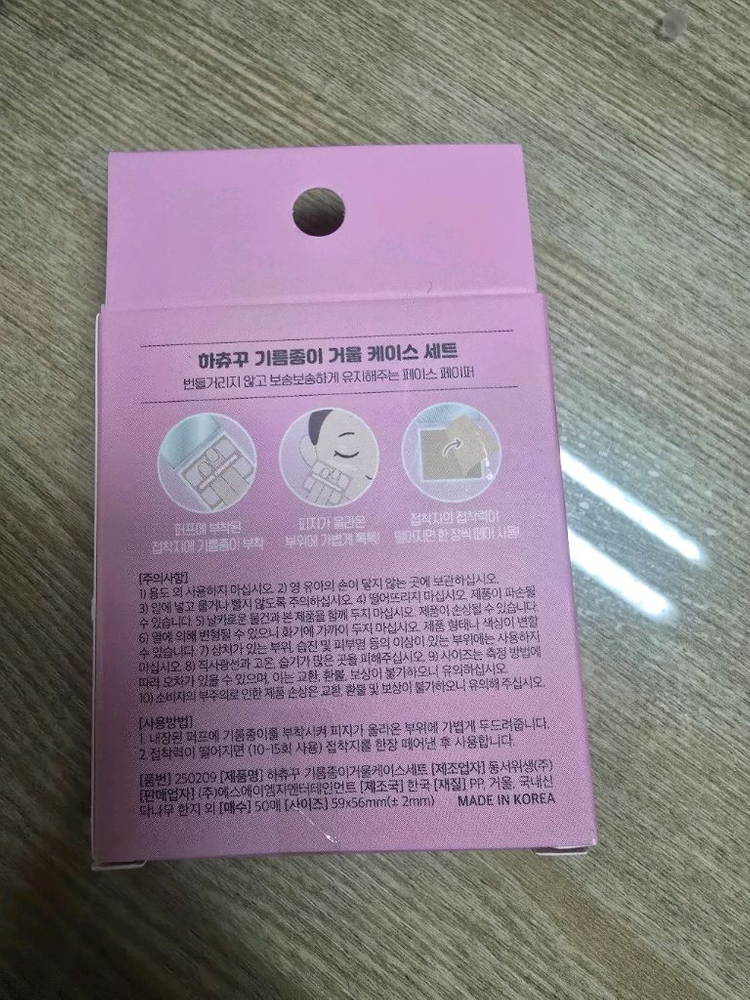 하츄꾸 기름종이 거울 케이스 세트
번들거리지 않고 보송보송하게 유지해주는 페이스 페이퍼
퍼프에 부착된
접착지에 기름종이 부착
피지가 올라온
부위에 가볍게 톡톡!
접착지의 접착력이
떨어지면 한 장씩 떼어 사용!
[주의사항]
1) 용도 외 사용하지 마십시오. 2) 영 유아의 손이 닿지 않는 곳에 보관하십시오.
3) 입에 넣고 물거나 빨지 않도록 주의하십시오. 4) 떨어뜨리지 마십시오. 제품이 파손될
수 있습니다. 5) 날카로운 물건과 본 제품을 함께 두지 마십시오. 제품이 손상될 수 있습니다.
6) 열에 의해 변형될 수 있으니 화기에 가까이 두지 마십시오. 제품 형태나 색상이 변할
수 있습니다. 7) 상처가 있는 부위, 습진 및 피부염 등의 이상이 있는 부위에는 사용하지
마십시오. 8) 직사광선과 고온, 습기가 많은 곳을 피해주십시오. 9) 사이즈는 측정 방법에
따라 오차가 있을 수 있으며, 이는 교환, 환불, 보상이 불가하오니 유의하십시오.
10) 소비자의 부주의로 인한 제품 손상은 교환, 환불 및 보상이 불가하오니 유의해 주십시오.
[사용방법]
1. 내장된 퍼프에 기름종이를 부착시켜 피지가 올라온 부위에 가볍게 두드려줍니다.
2. 접착력이 떨어지면 (10-15회 사용) 접착지를 한장 떼어낸 후 사용합니다.
[품번] 250209 [제품명] 하츄꾸 기름종이거울케이스세트 [제조업자] 동서위생(주)
[판매업자] (주)에스에이엠지엔터테인먼트 [제조국] 한국 [재질] PP, 거울, 국내산
닥나무 한지 외 [매수] 50매 [사이즈] 59x56mm(± 2mm) MADE IN KOREA